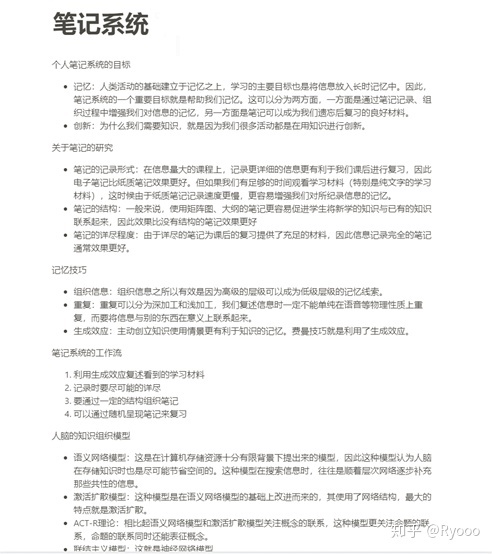 笔记系统
个人笔记系统的目标
• 记忆：人类活动的基础建立于记忆之上，学习的主要目标也是将信息放入长时记忆中。因此，
笔记系统的一个重要目标就是帮助我们记忆。这可以分为两方面，一方面是通过笔记记录、组
织过程中增强我们对信息的记忆，另一方面是笔记可以成为我们遗忘后复习的良好材料。
• 创新：为什么我们需要知识，就是因为我们很多活动都是在用知识进行创新。
关于笔记的研究
• 笔记的记录形式：在信息量大的课程上，记录更详细的信息更有利于我们课后进行复习，因此
电子笔记比纸质笔记效果更好。但如果我们有足够的时间观看学习材料（特别是纯文字的学习
材料），这时候由于纸质笔记记录速度更慢，更容易增强我们对所纪录信息的记忆。
• 笔记的结构：一般来说，使用矩阵图、大纲的笔记更容易促进学生将新学的知识与已有的知识
联系起来，因此效果比没有结构的笔记效果更好
• 笔记的详尽程度：由于详尽的笔记为课后的复习提供了充足的材料，因此信息记录完全的笔记
通常效果更好。
记忆技巧
• 组织信息：组织信息之所以有效是因为高级的层级可以成为低级层级的记忆线索。
• 重复：重复可以分为深加工和浅加工，我们复述信息时一定不能单纯在语音等物理性质上重
复，而要将信息与别的东西在意义上联系起来。
• 生成效应：主动创立知识使用情景更有利于知识的记忆。费曼技巧就是利用了生成效应。
笔记系统的工作流
1. 利用生成效应复述看到的学习材料
2. 记录时要尽可能的详尽
3. 要通过一定的结构组织笔记
4. 可以通过随机呈现笔记来复习
人脑的知识组织模型
• 语义网络模型：这是在计算机存储资源十分有限背景下提出来的模型，因此这种模型认为人脑
在存储知识时也是尽可能节省空间的。这种模型在搜索信息时，往往是顺着层次网络逐步补充
那些共性的信息。
• 激活扩散模型：这种模型是在语义网络模型的基础上改进而来的，其使用了网络结构，最大的
特点就是激活扩散。
• ACT-R理论：相比起语义网络模型和激活扩散模型关注概念的联系，这种模型更关注命题的联
系，命题的联系同时还能表征概念。
• 联结主义模型：这就是神经网络模型
知乎 @Ryooo